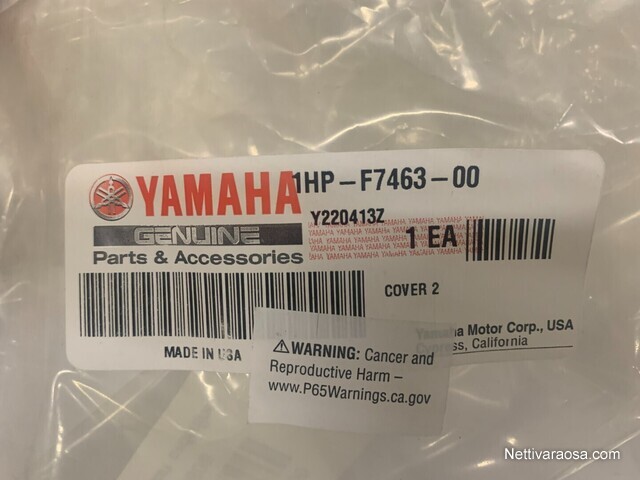 YAMAHA
1HP-F7463-00
Y220413Z
GENUINE
Parts & Accessories
1 EA
COVER 2
MADE IN USA
Motor Corp., USA
California
⚠WARNING: Cancer and
Reproductive Harm –
www.P65Warnings.ca.gov
Nettivaraosa.com